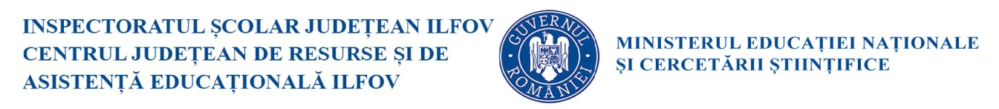 INSPECTORATUL ȘCOLAR JUDEȚEAN ILFOV
CENTRUL JUDEȚEAN DE RESURSE ȘI DE
ASISTENȚĂ EDUCAȚIONALĂ ILFOV
GUVERNUL
ROMÂNIEI
MINISTERUL EDUCAȚIEI NAȚIONALE
ȘI CERCETĂRII ȘTIINȚIFICE